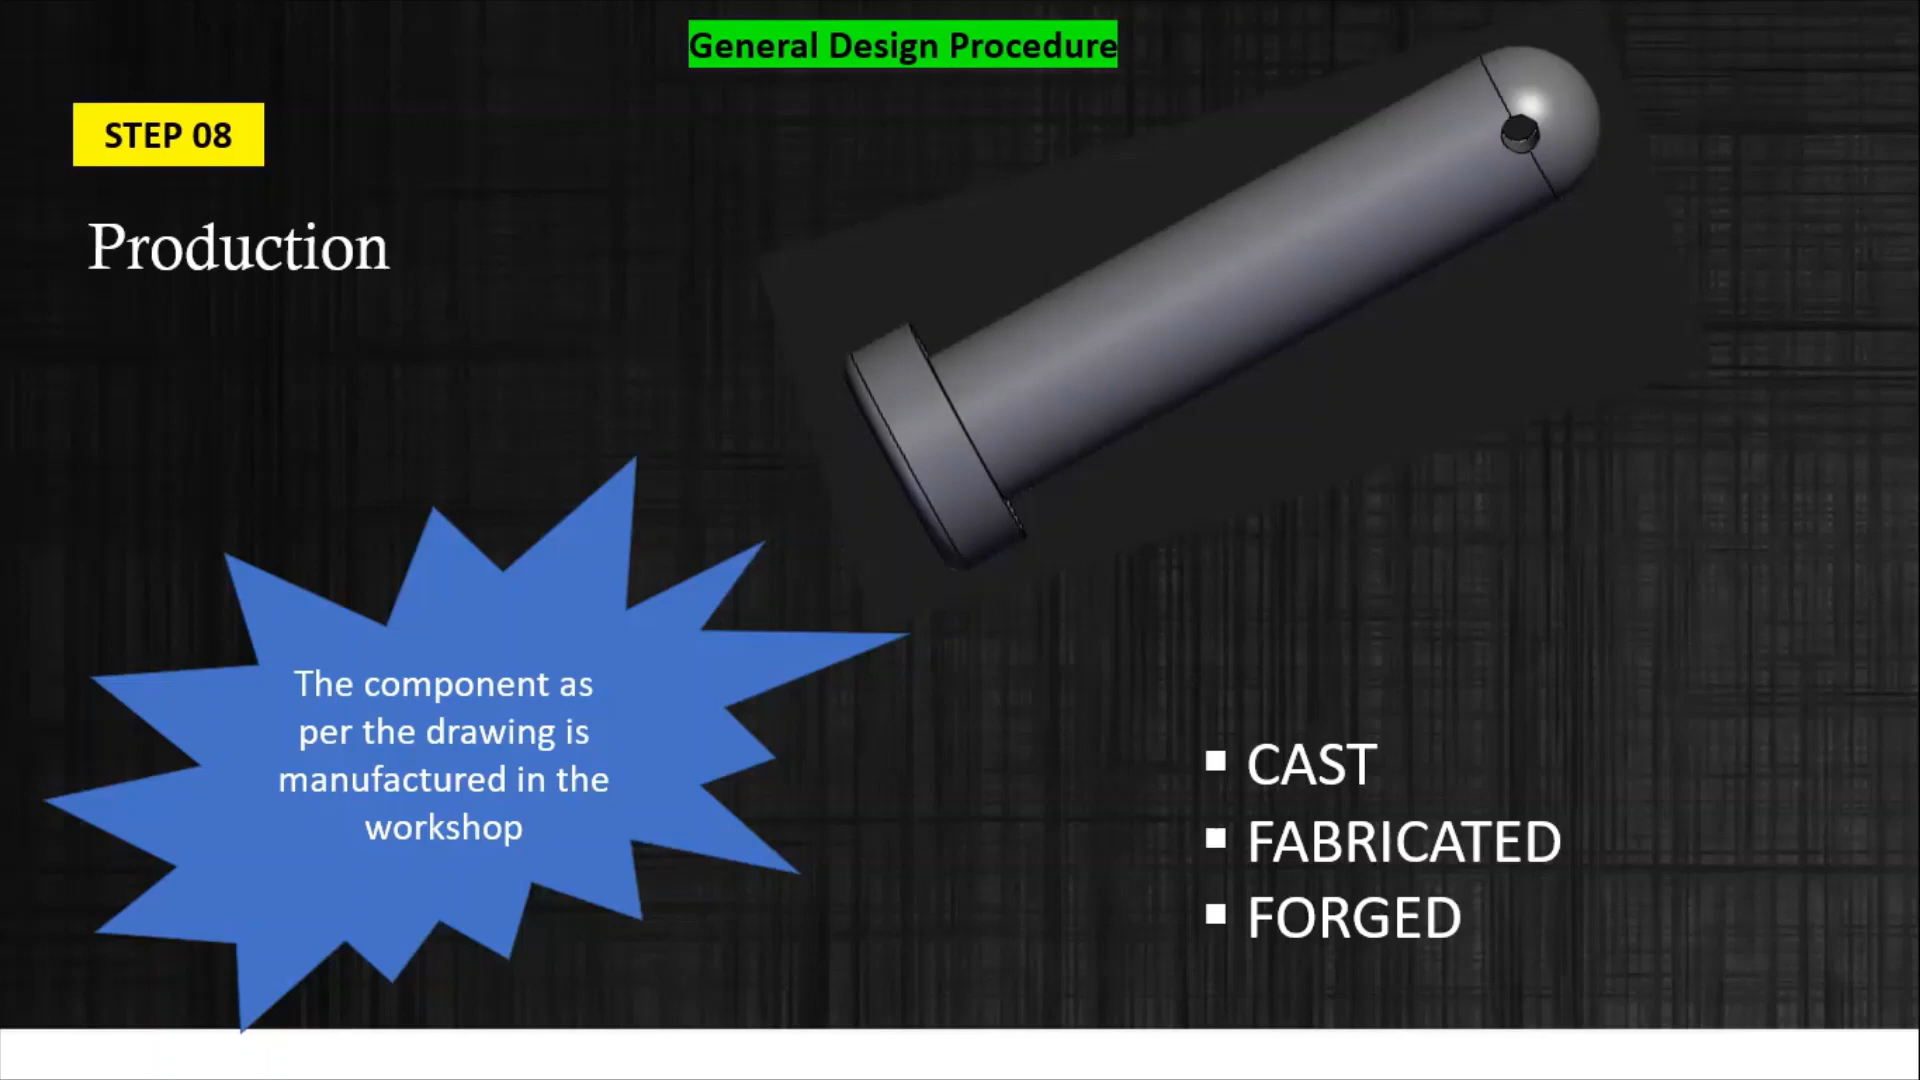 General Design Procedure
STEP 08
Production
The component as
per the drawing is
manufactured in the
workshop
▪ CAST
▪ FABRICATED
▪ FORGED